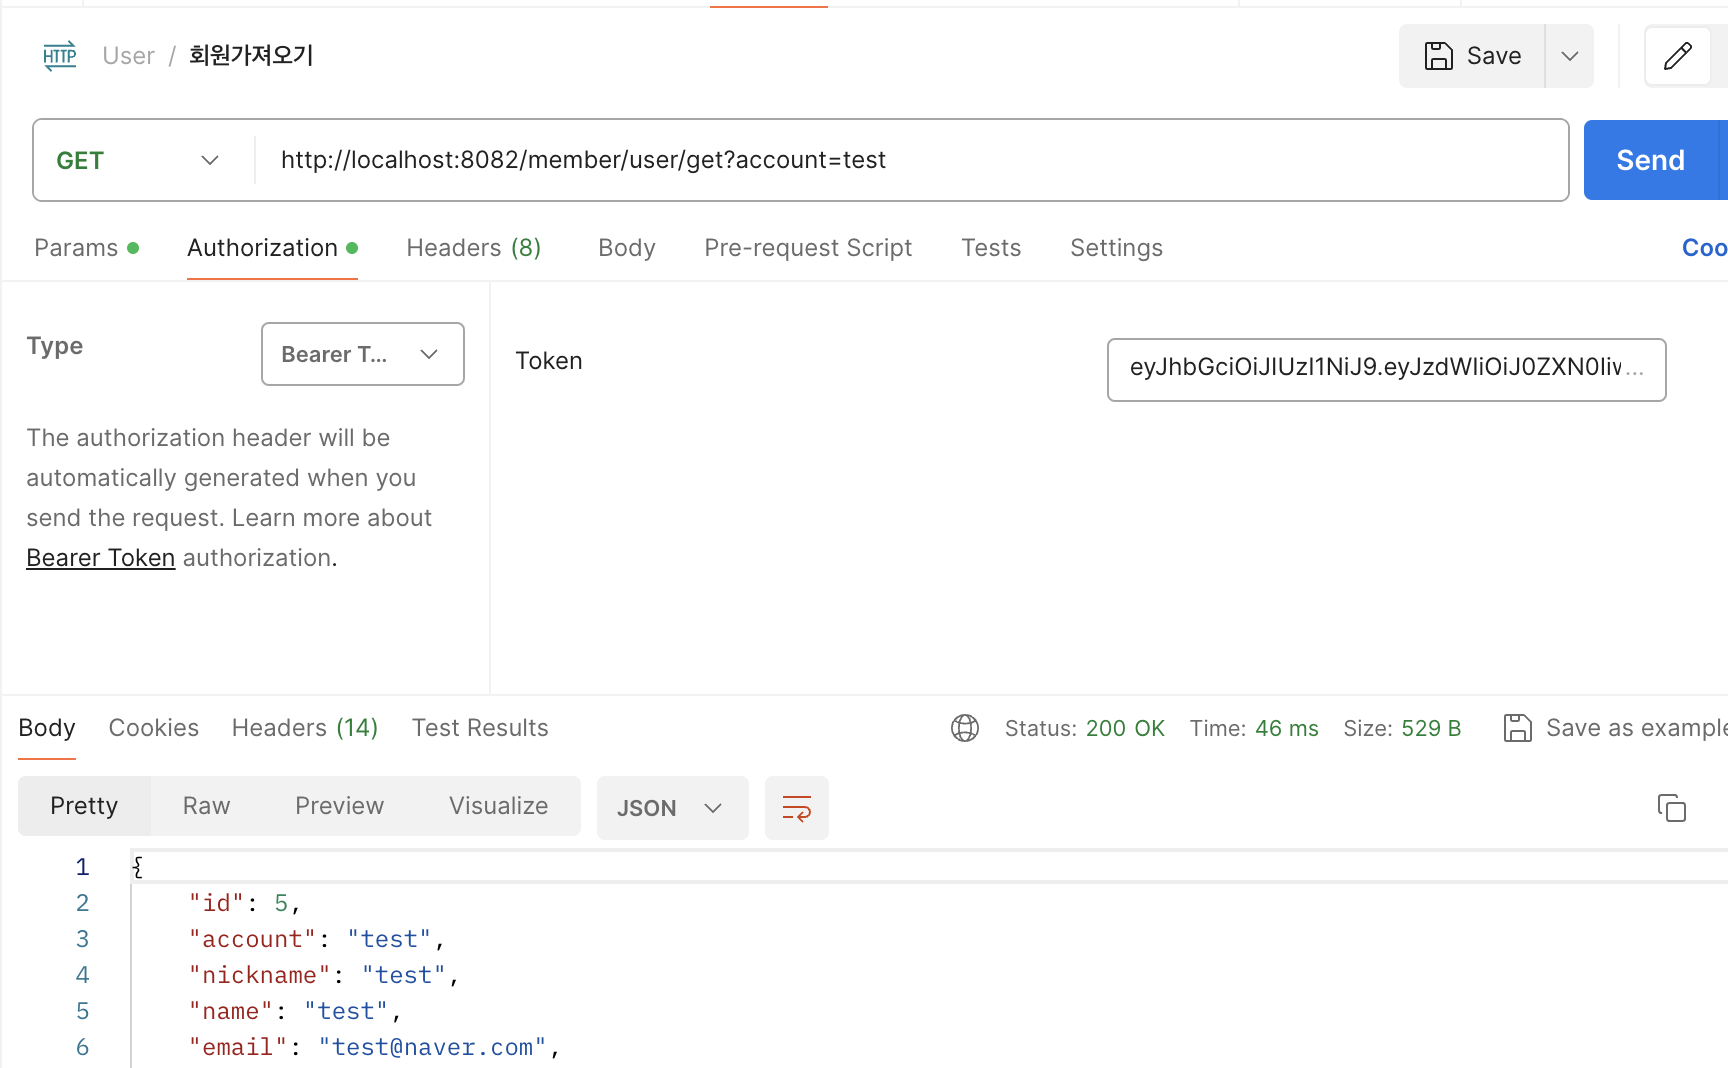 HTTP User / 회원가져오기 Save
GET http://localhost:8082/member/user/get?account=test Send
Params Authorization Headers (8) Body Pre-request Script Tests Settings Coo
Type Bearer T... Token eyJhbGciOiJIUzI1NiJ9.eyJzdWIiOiJ0ZXN0Iiv...
The authorization header will be
automatically generated when you
send the request. Learn more about
Bearer Token authorization.
Body Cookies Headers (14) Test Results Status: 200 OK Time: 46 ms Size: 529 B Save as example
Pretty Raw Preview Visualize JSON
1 {
2 "id": 5,
3 "account": "test",
4 "nickname": "test",
5 "name": "test",
6 "email": "test@naver.com",